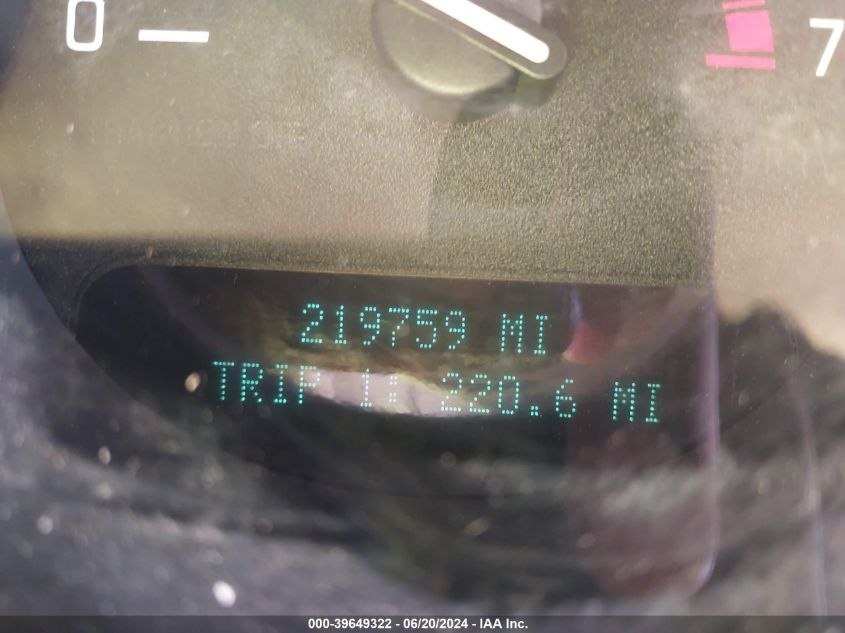 0 7
219759 MI
TRIP 1: 220.6 MI
000-39649322 - 06/20/2024 - IAA Inc.